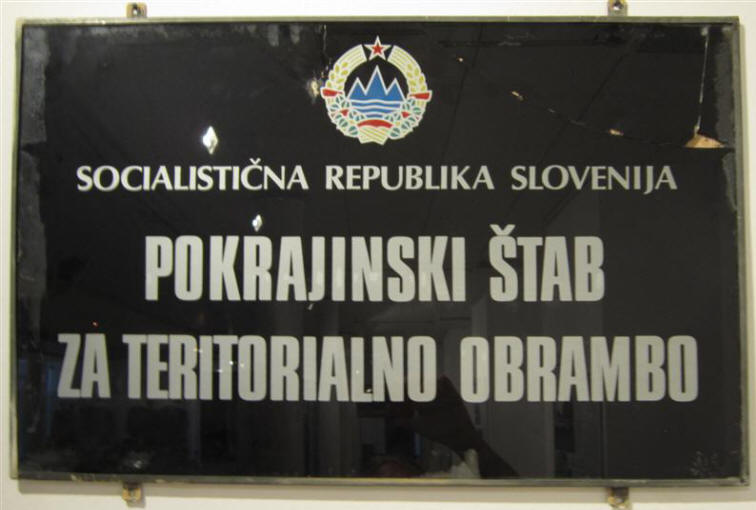 SOCIALISTIČNA REPUBLIKA SLOVENIJA
POKRAJINSKI ŠTAB
ZA TERITORIALNO OBRAMBO